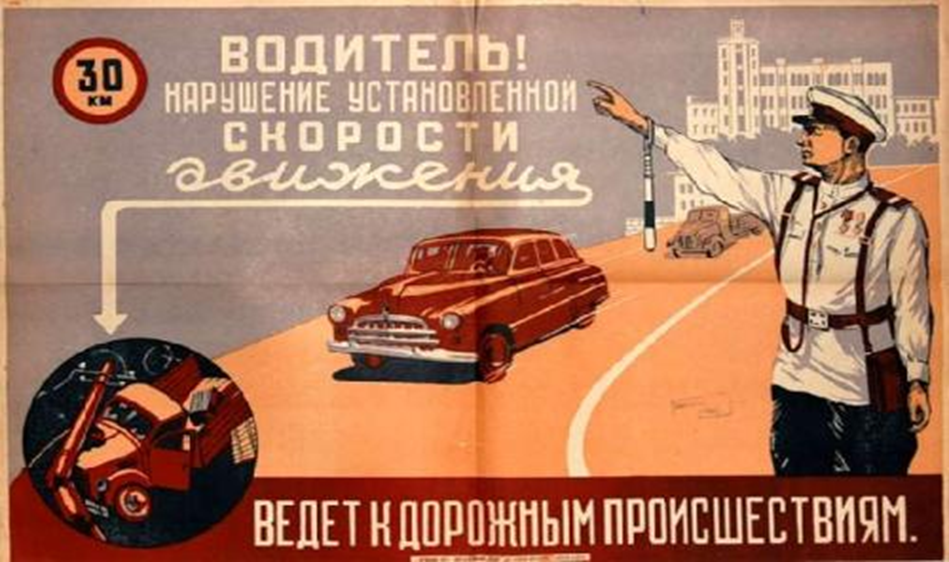 30
КМ
ВОДИТЕЛЬ!
НАРУШЕНИЕ УСТАНОВЛЕННОЙ
СКОРОСТИ
движения
ВЕДЕТ К ДОРОЖНЫМ ПРОИСШЕСТВИЯМ.